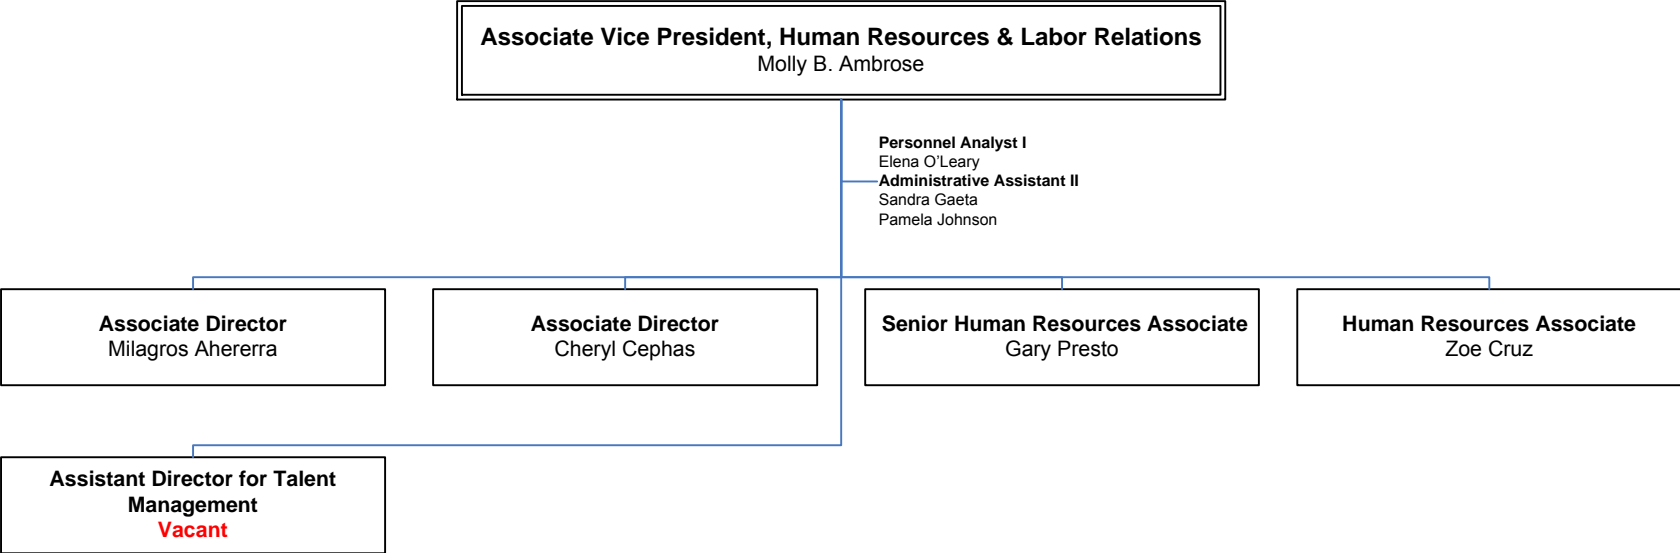 Associate Vice President, Human Resources & Labor Relations
Molly B. Ambrose
Personnel Analyst I
Elena O’Leary
Administrative Assistant II
Sandra Gaeta
Pamela Johnson
Associate Director
Milagros Ahererra
Associate Director
Cheryl Cephas
Senior Human Resources Associate
Gary Presto
Human Resources Associate
Zoe Cruz
Assistant Director for Talent
Management
Vacant